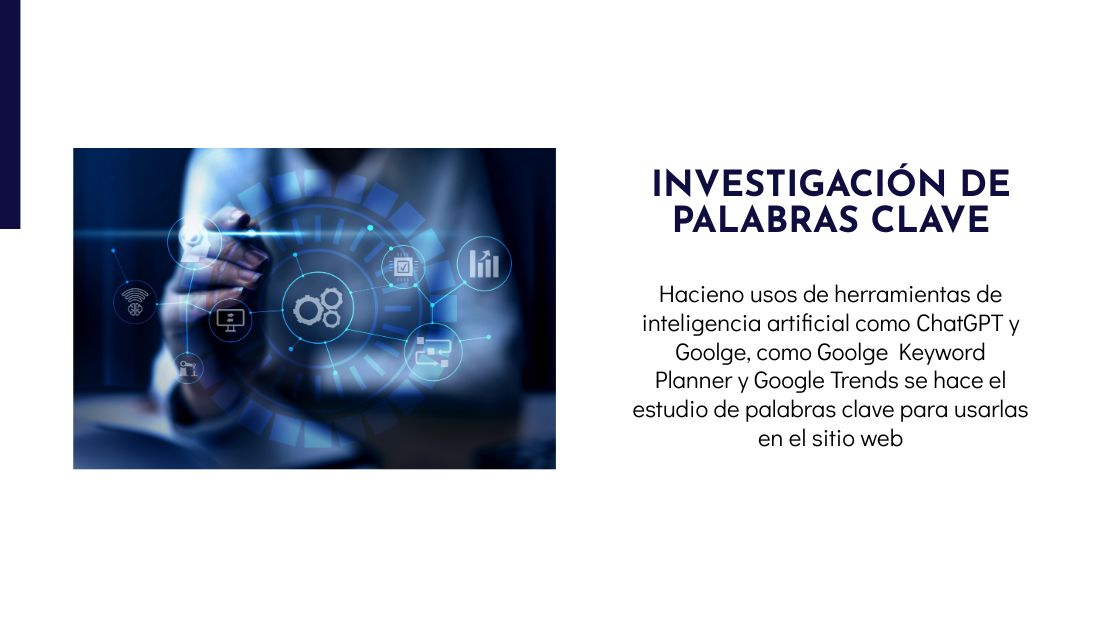 INVESTIGACIÓN DE
PALABRAS CLAVE
Hacieno usos de herramientas de
inteligencia artificial como ChatGPT y
Goolge, como Goolge Keyword
Planner y Google Trends se hace el
estudio de palabras clave para usarlas
en el sitio web